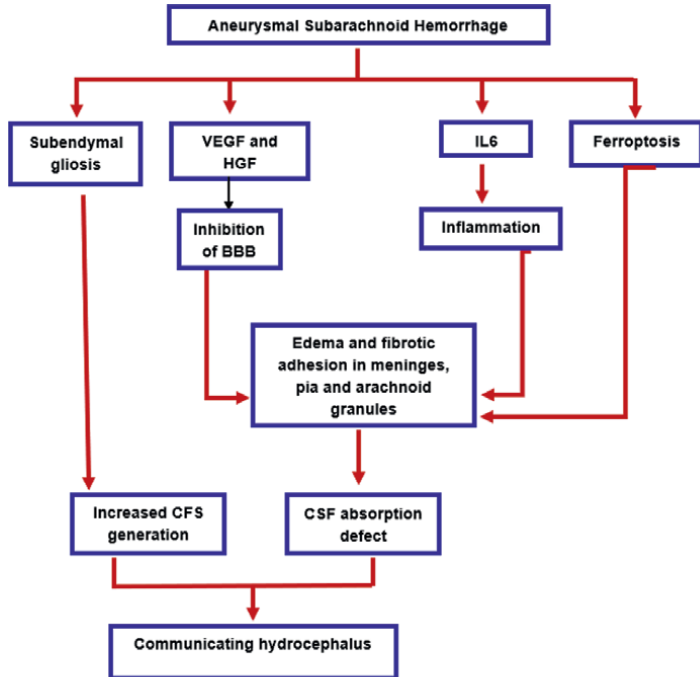 Aneurysmal Subarachnoid Hemorrhage
Subendymal
gliosis
VEGF and
HGF
IL6
Ferroptosis
Inhibition
of BBB
Inflammation
Edema and fibrotic
adhesion in meninges,
pia and arachnoid
granules
Increased CFS
generation
CSF absorption
defect
Communicating hydrocephalus